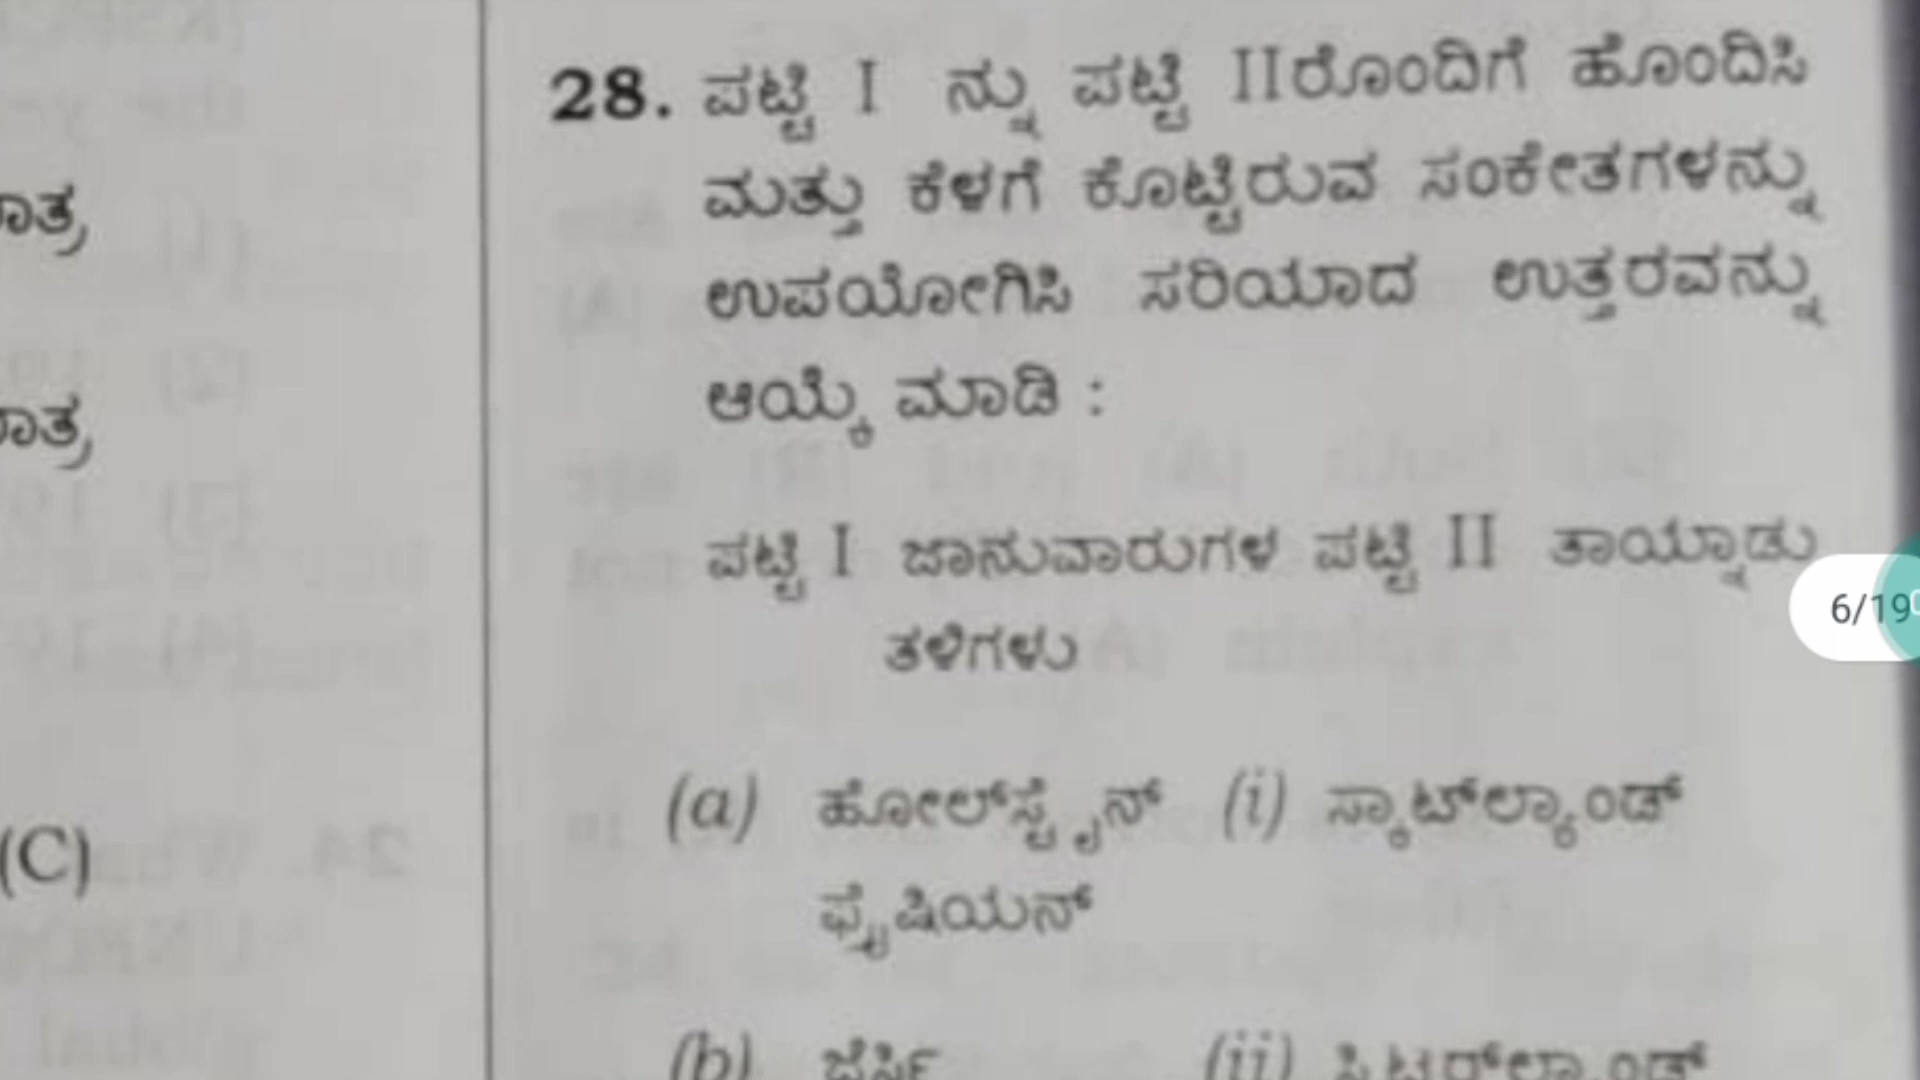 ಾತ್ರ
ಾತ್ರ
(C)
28. ಪಟ್ಟಿ I ನ್ನು ಪಟ್ಟಿ IIರೊಂದಿಗೆ ಹೊಂದಿಸಿ
ಮತ್ತು ಕೆಳಗೆ ಕೊಟ್ಟಿರುವ ಸಂಕೇತಗಳನ್ನು
ಉಪಯೋಗಿಸಿ ಸರಿಯಾದ ಉತ್ತರವನ್ನು
ಆಯ್ಕೆ ಮಾಡಿ :
ಪಟ್ಟಿ I ಜಾನುವಾರುಗಳ ಪಟ್ಟಿ II ತಾಯ್ನಾಡು
ತಳಿಗಳು
6/19
(a) ಹೋಲ್‌ಸ್ಟೈನ್ (i) ಸ್ಕಾಟ್‌ಲ್ಯಾಂಡ್
ಫ್ರೈಷಿಯನ್
(b) ಜೆರ್ಸಿ (ii)